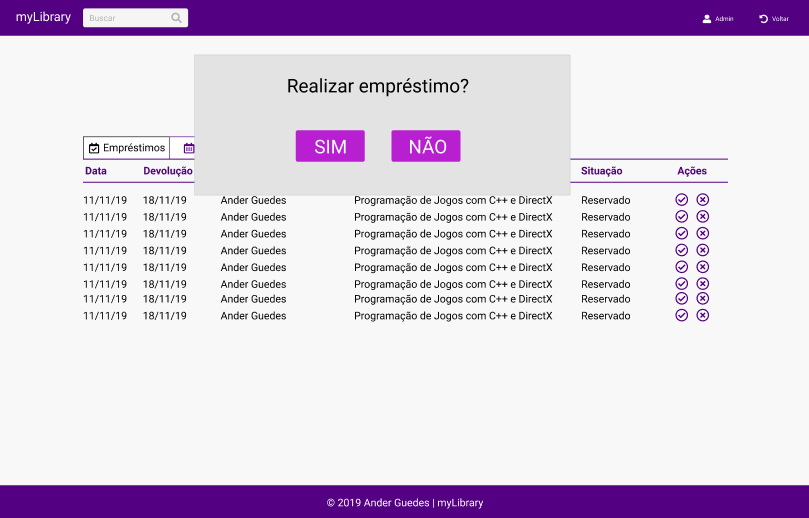 myLibrary
Buscar
Admin
Voltar
Realizar empréstimo?
SIM NÃO
Empréstimos
Data Devolução Situação Ações
11/11/19 18/11/19 Ander Guedes Programação de Jogos com C++ e DirectX Reservado
11/11/19 18/11/19 Ander Guedes Programação de Jogos com C++ e DirectX Reservado
11/11/19 18/11/19 Ander Guedes Programação de Jogos com C++ e DirectX Reservado
11/11/19 18/11/19 Ander Guedes Programação de Jogos com C++ e DirectX Reservado
11/11/19 18/11/19 Ander Guedes Programação de Jogos com C++ e DirectX Reservado
11/11/19 18/11/19 Ander Guedes Programação de Jogos com C++ e DirectX Reservado
11/11/19 18/11/19 Ander Guedes Programação de Jogos com C++ e DirectX Reservado
11/11/19 18/11/19 Ander Guedes Programação de Jogos com C++ e DirectX Reservado
© 2019 Ander Guedes | myLibrary